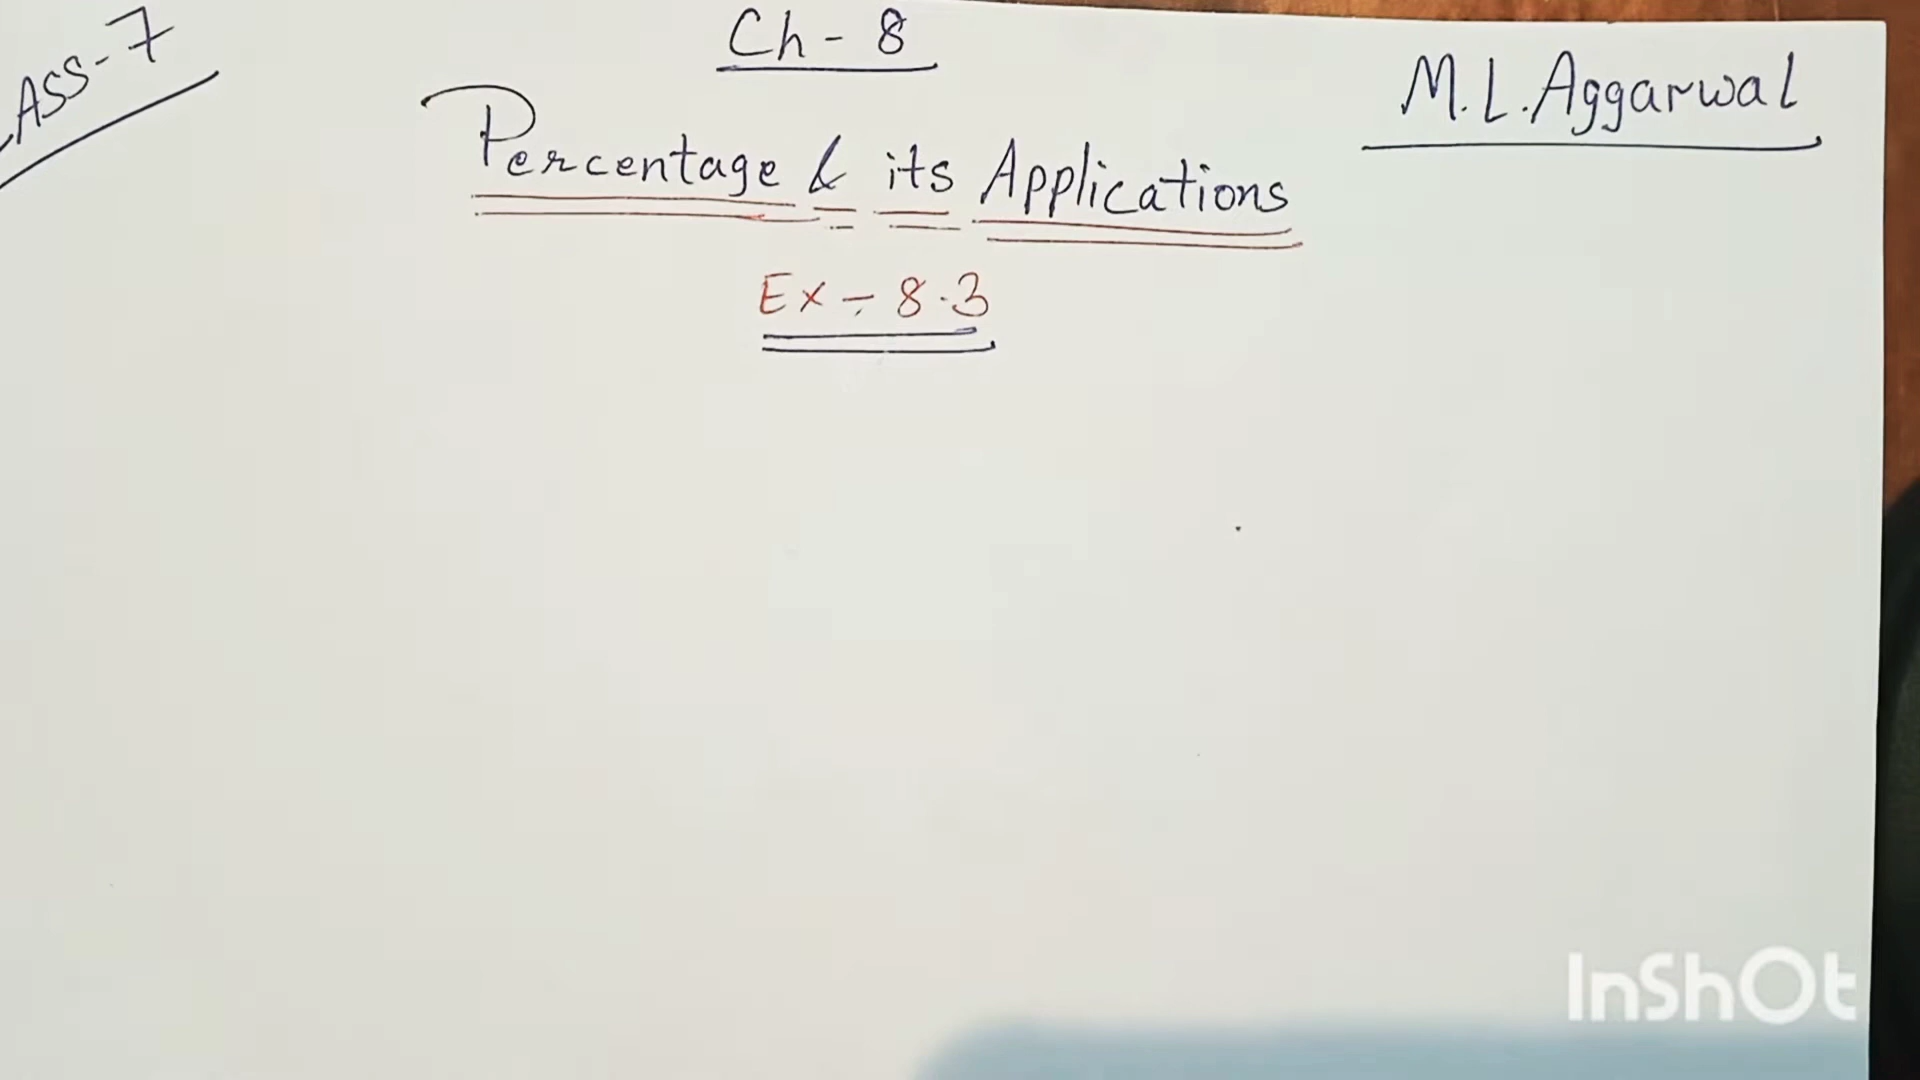 ASS-7
Ch - 8
M.L.Aggarwal
Percentage & its Applications
Ex - 8.3
InShOt